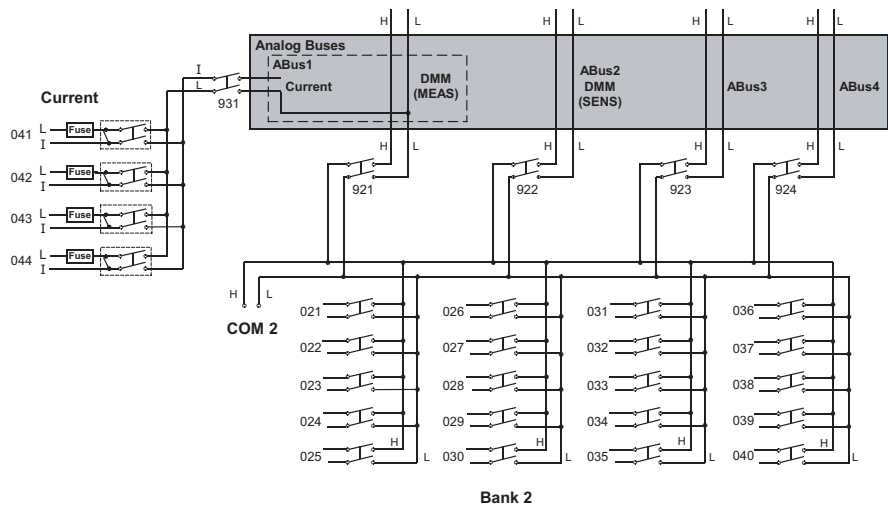 H L H L H L H L
Analog Buses
ABus1
Current
DMM
(MEAS)
ABus2
DMM
(SENS)
ABus3
ABus4
I
L
931
Current
041 L Fuse
I
042 L Fuse
I
043 L Fuse
I
044 L Fuse
I
H L H L H L H L
921 922 923 924
H L
COM 2
021 026 031 036
022 027 032 037
023 028 033 038
024 029 034 039
H H H H
025 L 030 L 035 L 040 L
Bank 2